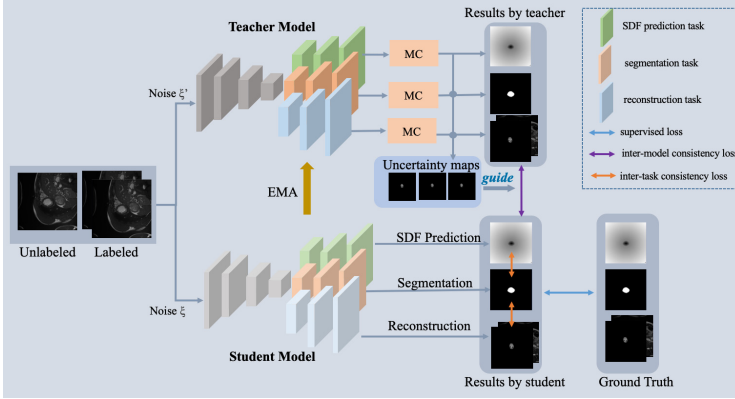 Teacher Model
Results by teacher
SDF prediction task
segmentation task
reconstruction task
supervised loss
inter-model consistency loss
inter-task consistency loss
MC
MC
MC
Noise ξ'
Uncertainty maps
guide
EMA
Unlabeled
Labeled
SDF Prediction
Segmentation
Reconstruction
Noise ξ
Student Model
Results by student
Ground Truth